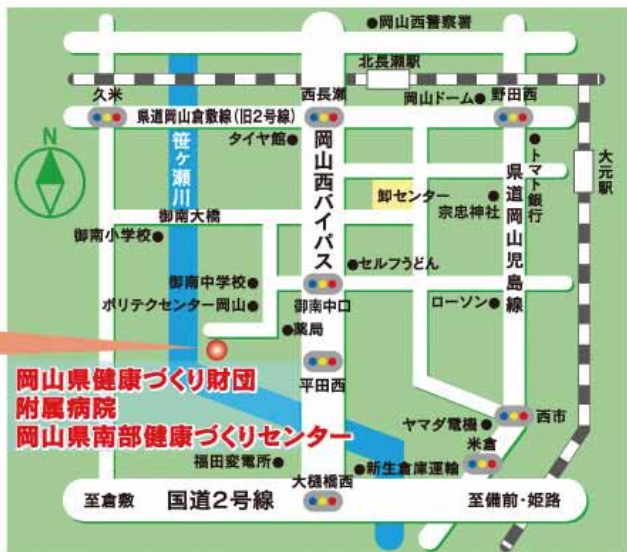 岡山西警察署
北長瀬駅
久米
西長瀬
岡山ドーム
野田西
県道岡山倉敷線(旧2号線)
タイヤ館
N
笹ヶ瀬川
岡山西バイパス
トマト銀行
大元駅
卸センター
宗忠神社
県道岡山児島線
御南大橋
御南小学校
セルフうどん
御南中学校
ポリテクセンター岡山
御南中口
ローソン
薬局
平田西
岡山県健康づくり財団
附属病院
岡山県南部健康づくりセンター
ヤマダ電機
西市
米倉
福田変電所
新生倉庫運輸
大樋橋西
至倉敷
国道2号線
至備前・姫路